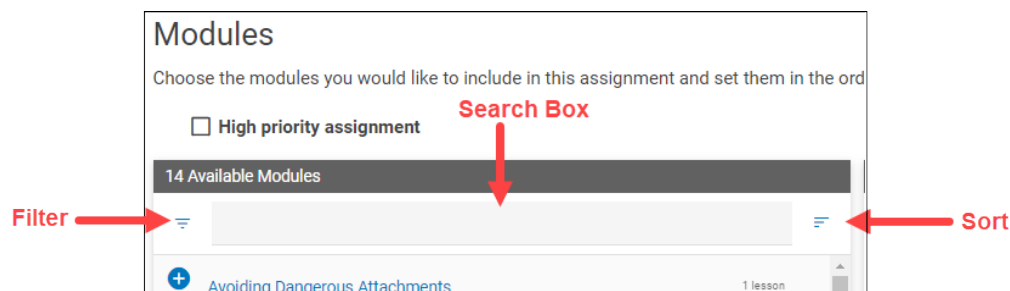 Modules
Choose the modules you would like to include in this assignment and set them in the ord
Search Box
High priority assignment
14 Available Modules
Filter
Sort
Avoiding Dangerous Attachments
1 lesson